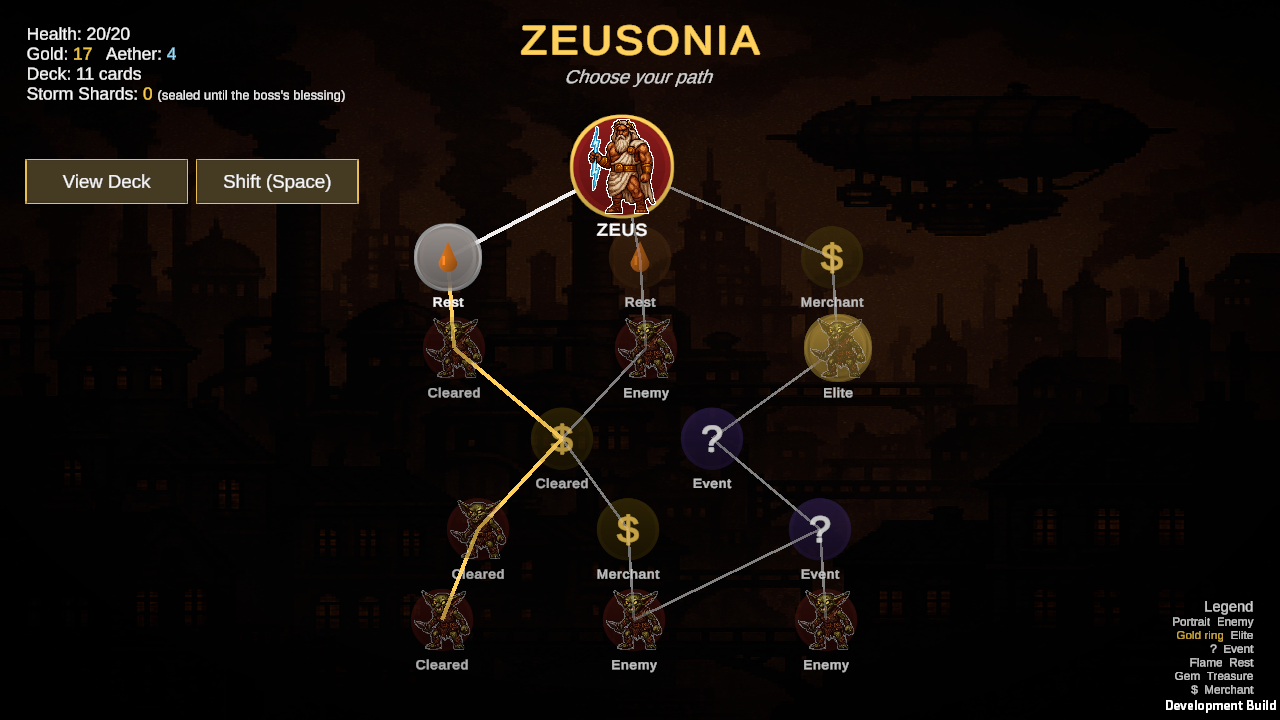 Health: 20/20
Gold: 17 Aether: 4
Deck: 11 cards
Storm Shards: 0 (sealed until the boss's blessing)
ZEUSONIA
Choose your path
View Deck
Shift (Space)
ZEUS
Rest
Rest
$
Merchant
Cleared
Enemy
Elite
$
Cleared
?
Event
Cleared
$
Merchant
?
Event
Cleared
Enemy
Enemy
Legend
Portrait Enemy
Gold ring Elite
? Event
Flame Rest
Gem Treasure
$ Merchant
Development Build